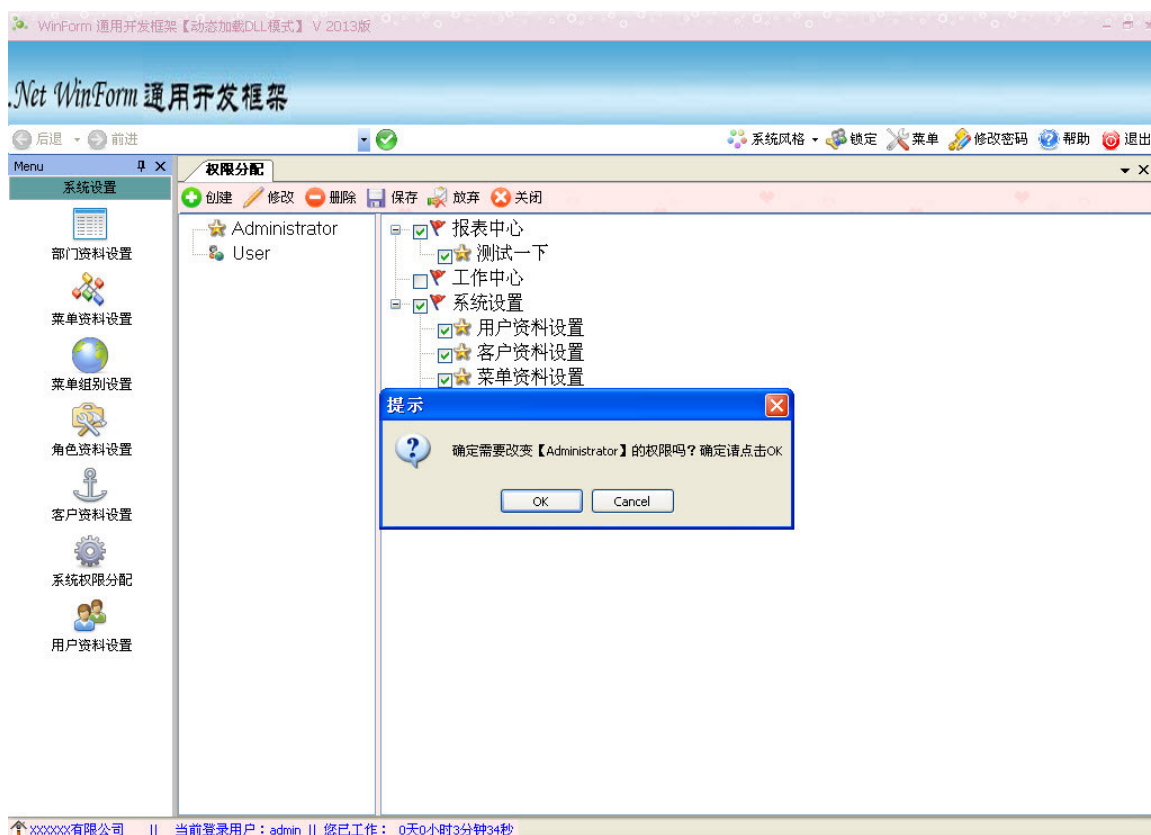 WinForm 通用开发框架【动态加载DLL模式】 V 2013版
.Net WinForm 通用开发框架
后退 前进 系统风格 锁定 菜单 修改密码 帮助 退出
Menu 权限分配
系统设置
创建 修改 删除 保存 放弃 关闭
部门资料设置
菜单资料设置
菜单组别设置
角色资料设置
客户资料设置
系统权限分配
用户资料设置
Administrator
User
报表中心
测试一下
工作中心
系统设置
用户资料设置
客户资料设置
菜单资料设置
提示
确定需要改变【Administrator】的权限吗？确定请点击OK
OK Cancel
xxxxxx有限公司 || 当前登录用户：admin || 您已工作： 0天0小时3分钟34秒